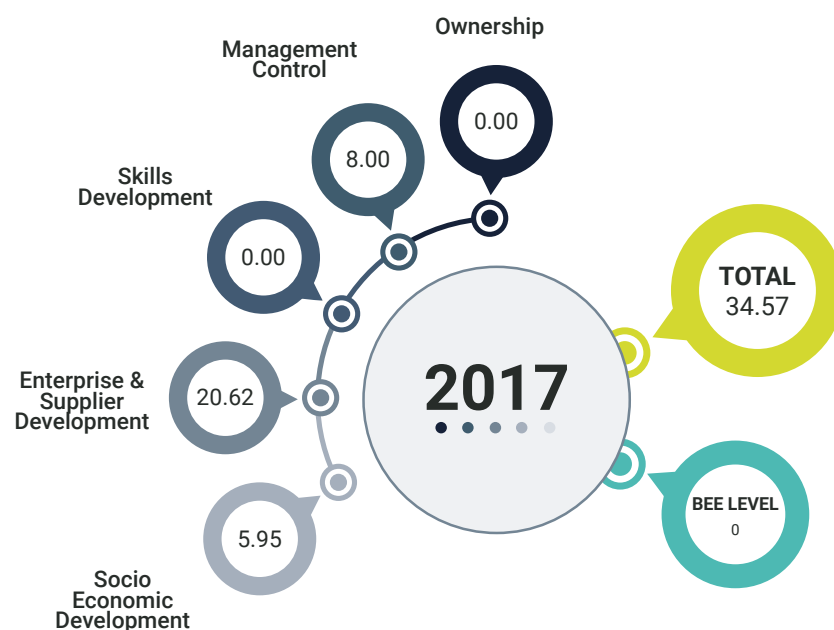 Ownership
0.00
Management
Control
8.00
Skills
Development
0.00
Enterprise &
Supplier
Development
20.62
Socio
Economic
Development
5.95
2017
TOTAL
34.57
BEE LEVEL
0